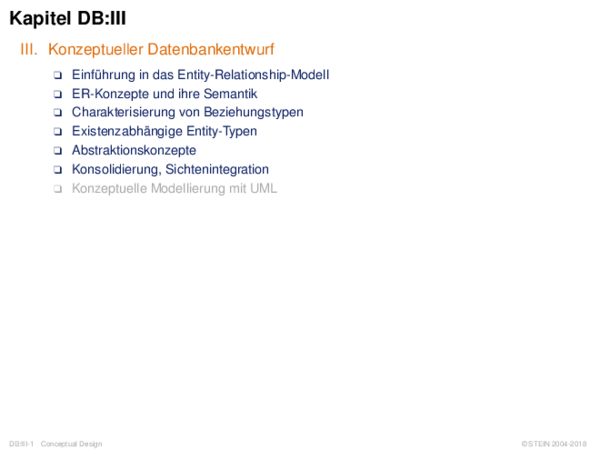 Kapitel DB:III
III. Konzeptueller Datenbankentwurf
❑ Einführung in das Entity-Relationship-Modell
❑ ER-Konzepte und ihre Semantik
❑ Charakterisierung von Beziehungstypen
❑ Existenzabhängige Entity-Typen
❑ Abstraktionskonzepte
❑ Konsolidierung, Sichtenintegration
❑ Konzeptuelle Modellierung mit UML
DB:III-1 Conceptual Design © STEIN 2004-2018